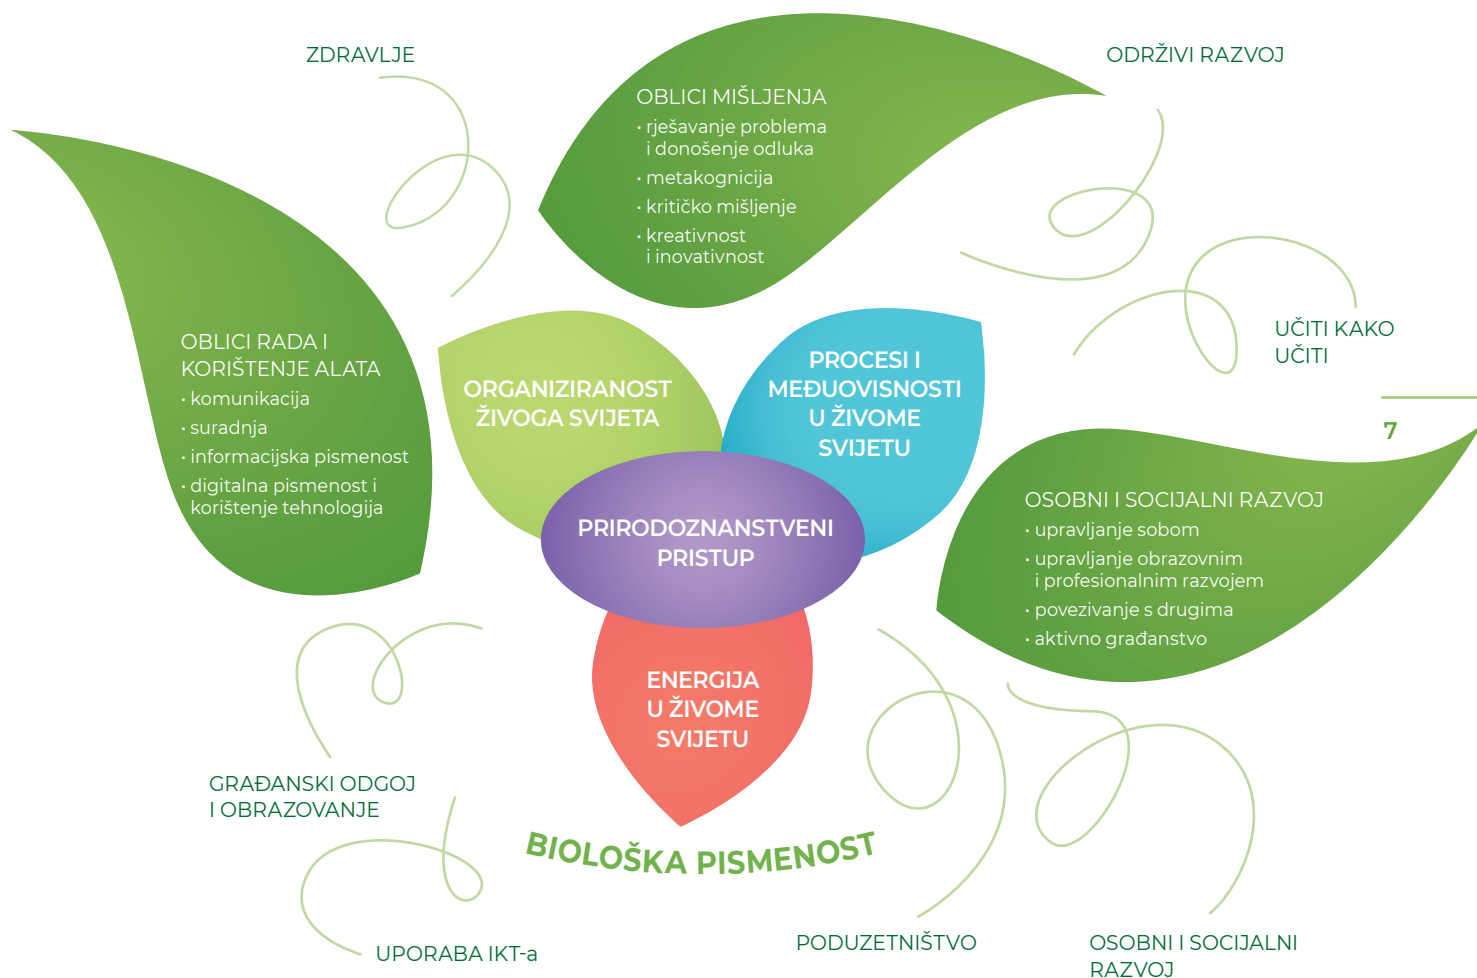 ZDRAVLJE
ODRŽIVI RAZVOJ
OBLICI MIŠLJENJA
• rješavanje problema
i donošenje odluka
• metakognicija
• kritičko mišljenje
• kreativnost
i inovativnost
OBLICI RADA I
KORIŠTENJE ALATA
• komunikacija
• suradnja
• informacijska pismenost
• digitalna pismenost i
korištenje tehnologija
ORGANIZIRANOST
ŽIVOGA SVIJETA
PROCESI I
MEĐUOVISNOSTI
U ŽIVOME
SVIJETU
UČITI KAKO
UČITI
7
PRIRODOZNANSTVENI
PRISTUP
OSOBNI I SOCIJALNI RAZVOJ
• upravljanje sobom
• upravljanje obrazovnim
i profesionalnim razvojem
• povezivanje s drugima
• aktivno građanstvo
ENERGIJA
U ŽIVOME
SVIJETU
GRAĐANSKI ODGOJ
I OBRAZOVANJE
BIOLOŠKA PISMENOST
UPORABA IKT-a
PODUZETNIŠTVO
OSOBNI I SOCIJALNI
RAZVOJ